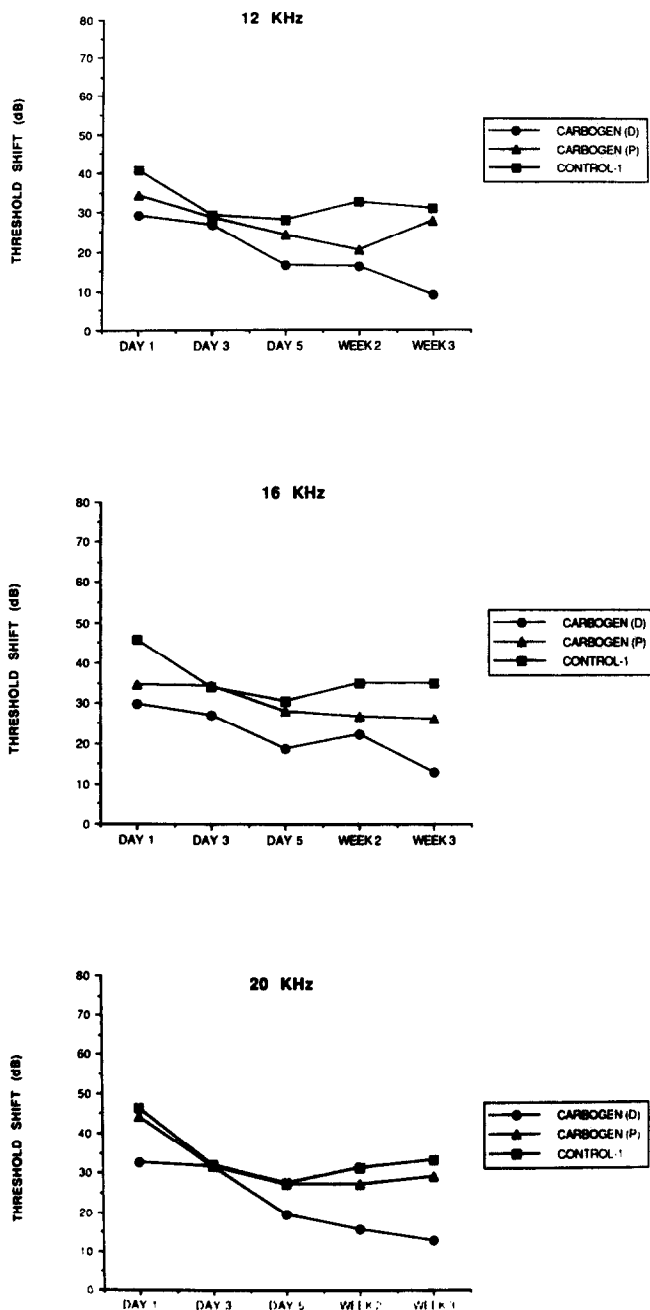 12 KHz
THRESHOLD SHIFT (dB)
80
70
60
50
40
30
20
10
0
DAY 1 DAY 3 DAY 5 WEEK2 WEEK3
CARBOGEN (D)
CARBOGEN (P)
CONTROL-1
16 KHz
THRESHOLD SHIFT (dB)
80
70
60
50
40
30
20
10
0
DAY 1 DAY 3 DAY 5 WEEK2 WEEK3
CARBOGEN (D)
CARBOGEN (P)
CONTROL-1
20 KHz
THRESHOLD SHIFT (dB)
80
70
60
50
40
30
20
10
0
DAY 1 DAY 3 DAY 5 WEEK 2 WEEK 3
CARBOGEN (D)
CARBOGEN (P)
CONTROL-1